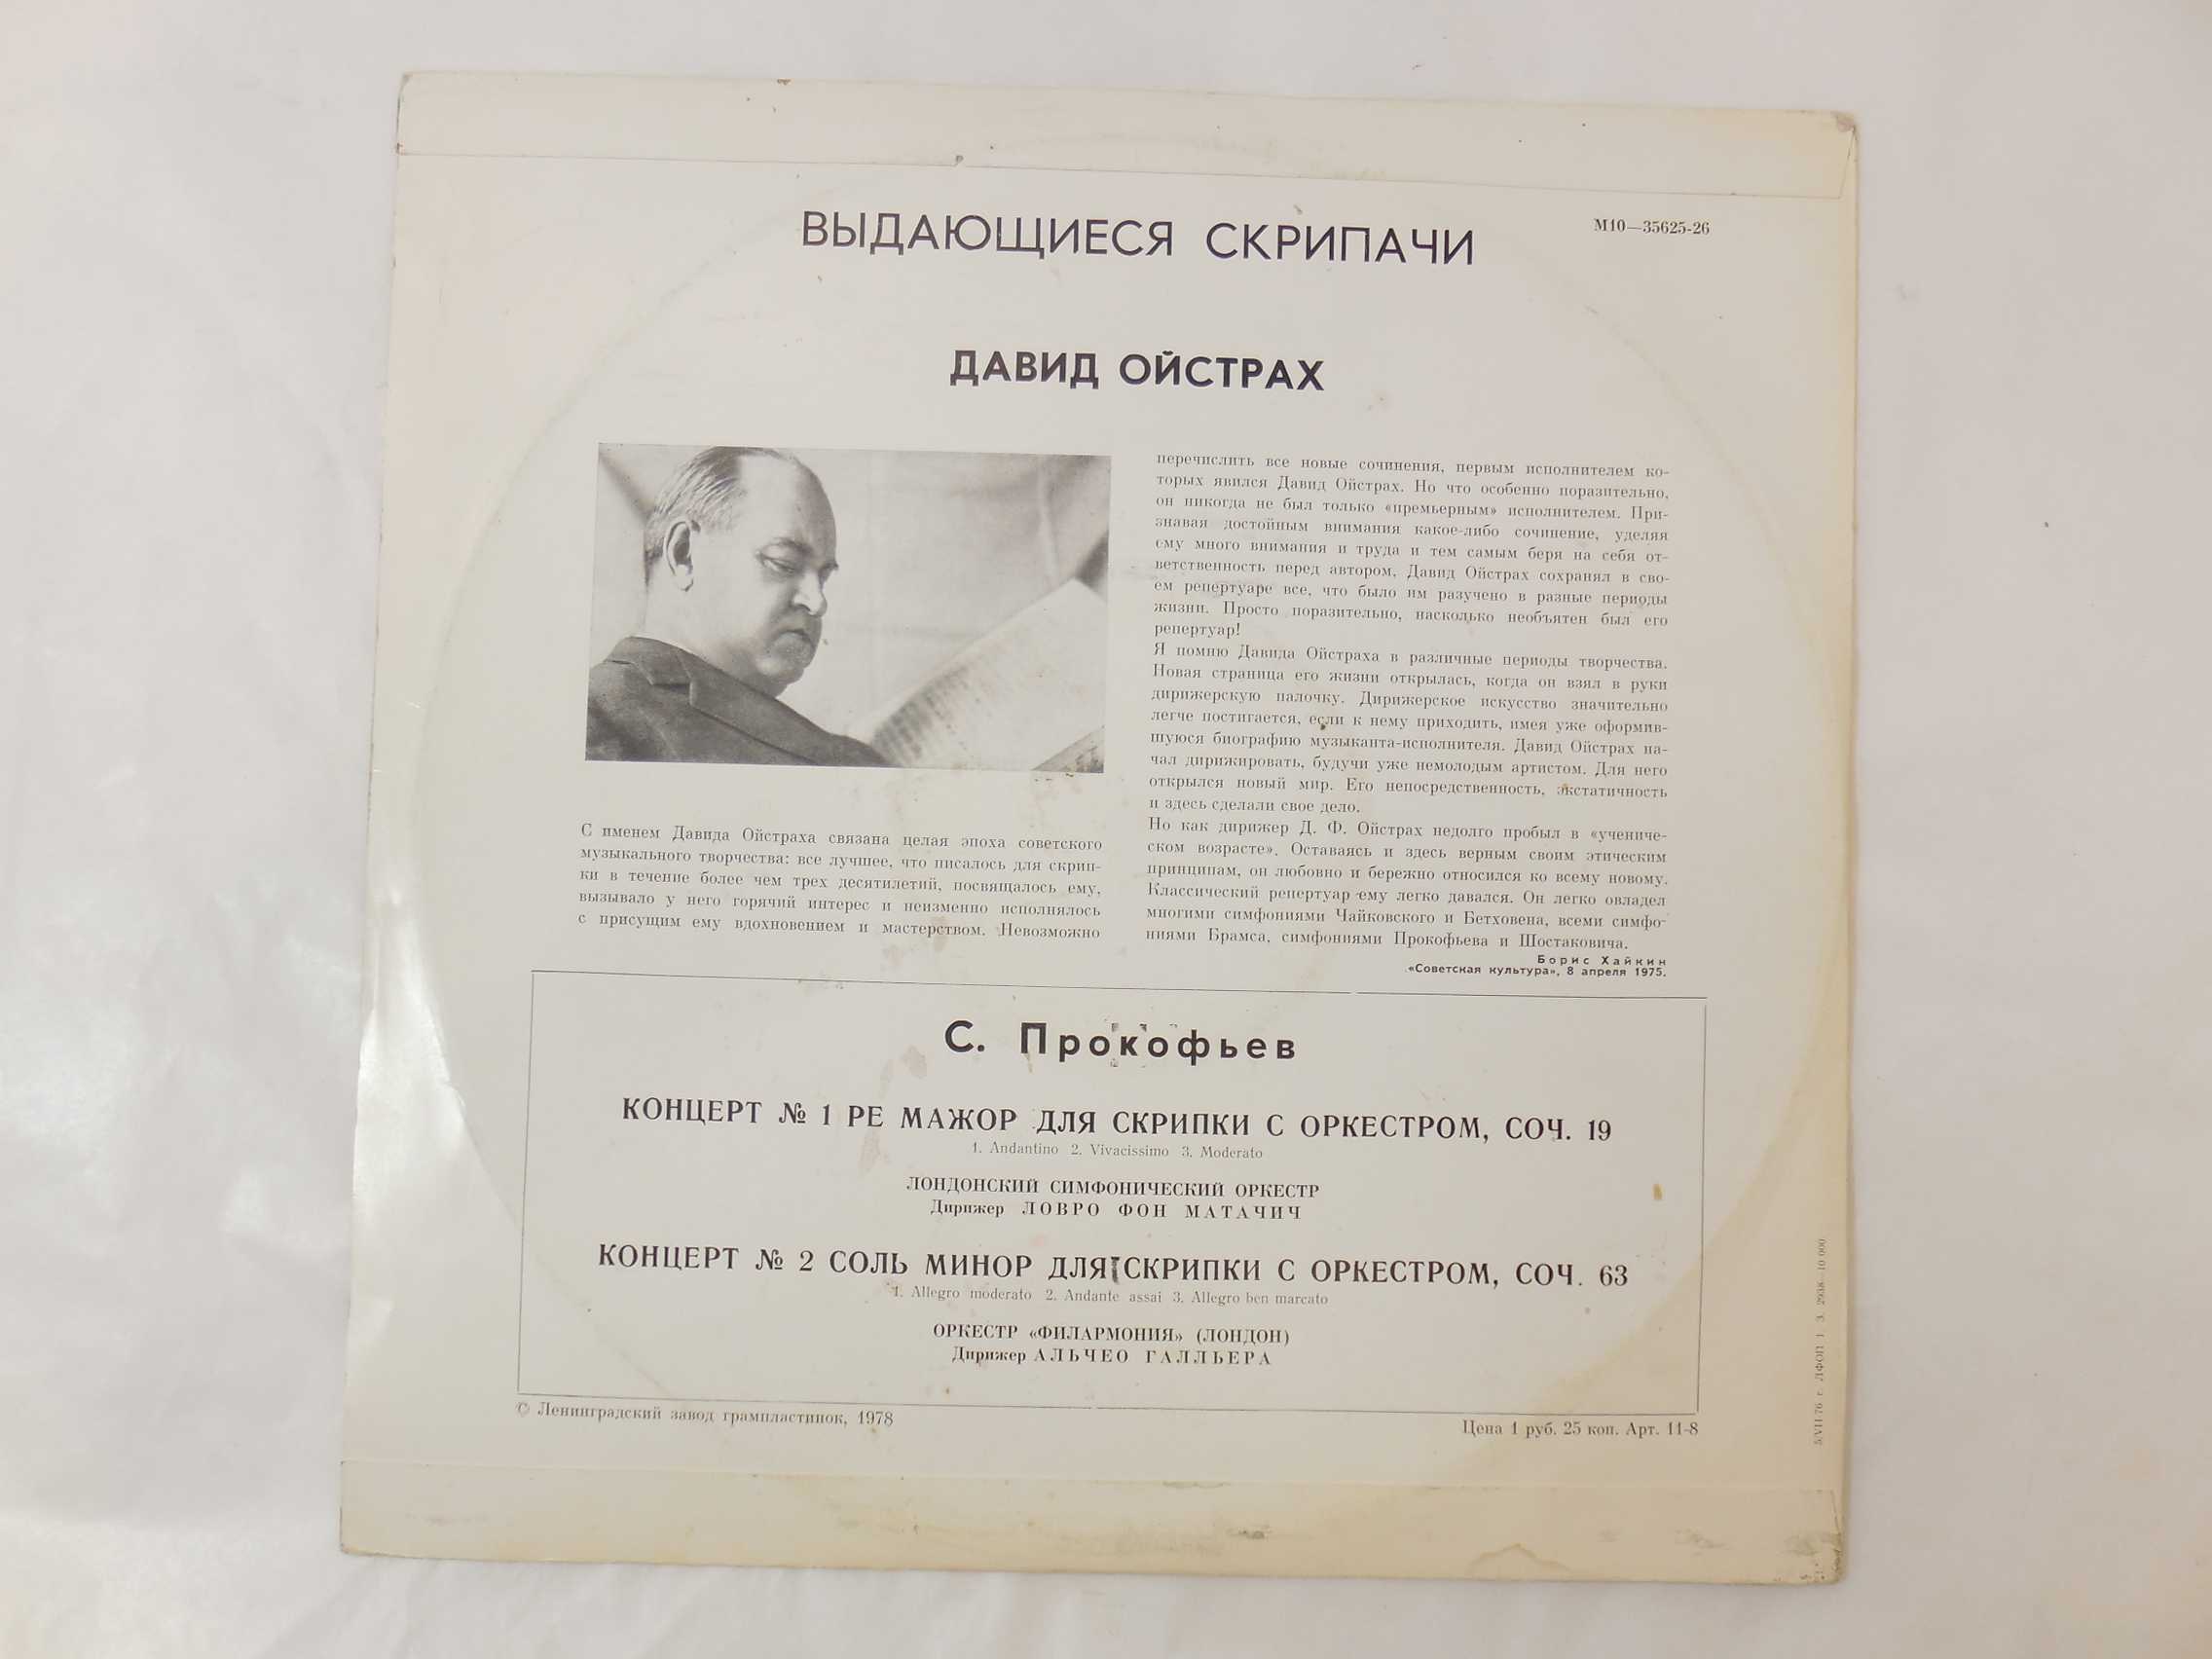 ВЫДАЮЩИЕСЯ СКРИПАЧИ
М10—35625-26
ДАВИД ОЙСТРАХ
С именем Давида Ойстраха связана целая эпоха советского
музыкального творчества: все лучшее, что писалось для скрип-
ки в течение более чем трех десятилетий, посвящалось ему,
вызывало у него горячий интерес и неизменно исполнялось
с присущим ему вдохновением и мастерством. Невозможно
перечислить все новые сочинения, первым исполнителем ко-
торых явился Давид Ойстрах. Но что особенно поразительно,
он никогда не был только «премьерным» исполнителем. При-
знавая достойным внимания какое-либо сочинение, уделяя
ему много внимания и труда и тем самым беря на себя от-
ветственность перед автором, Давид Ойстрах сохранял в сво-
ем репертуаре все, что было им разучено в разные периоды
жизни. Просто поразительно, насколько необъятен был его
репертуар!
Я помню Давида Ойстраха в различные периоды творчества.
Новая страница его жизни открылась, когда он взял в руки
дирижерскую палочку. Дирижерское искусство значительно
легче постигается, если к нему приходить, имея уже оформив-
шуюся биографию музыканта-исполнителя. Давид Ойстрах на-
чал дирижировать, будучи уже немолодым артистом. Для него
открылся новый мир. Его непосредственность, экстатичность
и здесь сделали свое дело.
Но как дирижер Д. Ф. Ойстрах недолго пробыл в «учениче-
ском возрасте». Оставаясь и здесь верным своим этическим
принципам, он любовно и бережно относился ко всему новому.
Классический репертуар ему легко давался. Он легко овладел
многими симфониями Чайковского и Бетховена, всеми симфо-
ниями Брамса, симфониями Прокофьева и Шостаковича.
Борис Хайкин
«Советская культура», 8 апреля 1975.
С. Прокофьев
КОНЦЕРТ № 1 РЕ МАЖОР ДЛЯ СКРИПКИ С ОРКЕСТРОМ, СОЧ. 19
1. Andantino 2. Vivacissimo 3. Moderato
ЛОНДОНСКИЙ СИМФОНИЧЕСКИЙ ОРКЕСТР
Дирижер ЛОВРО ФОН МАТАЧИЧ
КОНЦЕРТ № 2 СОЛЬ МИНОР ДЛЯ СКРИПКИ С ОРКЕСТРОМ, СОЧ. 63
1. Allegro moderato 2. Andante assai 3. Allegro ben marcato
ОРКЕСТР «ФИЛАРМОНИЯ» (ЛОНДОН)
Дирижер АЛЬЧЕО ГАЛЛЬЕРА
© Ленинградский завод грампластинок, 1978
Цена 1 руб. 25 коп. Арт. 11-8
5/VII 76 г. ЛФОП 1 З. 2938—10 000